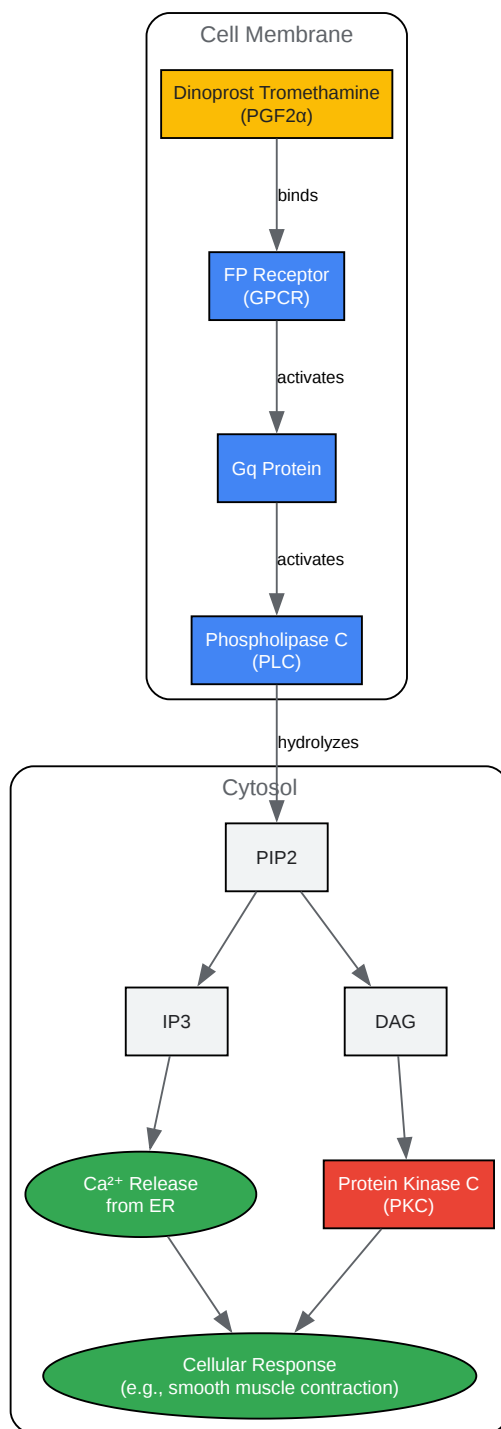 Cell Membrane
Dinoprost Tromethamine
(PGF2α)
binds
FP Receptor
(GPCR)
activates
Gq Protein
activates
Phospholipase C
(PLC)
hydrolyzes
Cytosol
PIP2
IP3
DAG
Ca²⁺ Release
from ER
Protein Kinase C
(PKC)
Cellular Response
(e.g., smooth muscle contraction)